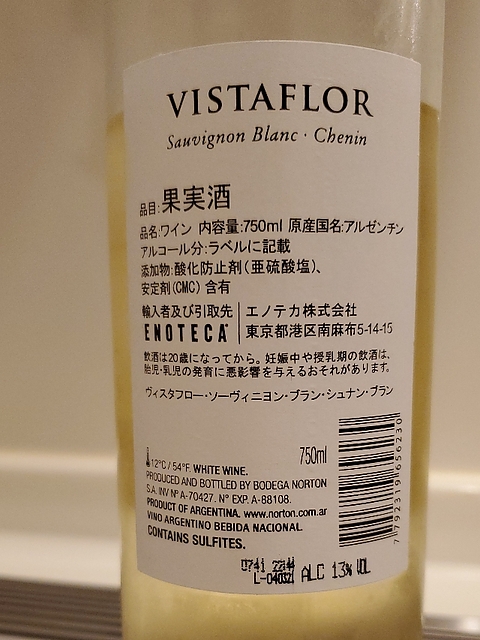 VISTAFLOR
Sauvignon Blanc · Chenin
品目:果実酒
品名:ワイン 内容量:750ml 原産国名:アルゼンチン
アルコール分:ラベルに記載
添加物:酸化防止剤(亜硫酸塩)、
安定剤(CMC)含有
輸入者及び引取先 エノテカ株式会社
ENOTECA 東京都港区南麻布5-14-15
飲酒は20歳になってから。妊娠中や授乳期の飲酒は、
胎児・乳児の発育に悪影響を与えるおそれがあります。
ヴィスタフロー・ソーヴィニヨン・ブラン・シュナン・ブラン
750ml
12°C / 54°F. WHITE WINE.
PRODUCED AND BOTTLED BY BODEGA NORTON
S.A. INV Nº A-70427. N° EXP. A-88108.
PRODUCT OF ARGENTINA. www.norton.com.ar
VINO ARGENTINO BEBIDA NACIONAL.
CONTAINS SULFITES.
7792319656230
ALC 13% VOL